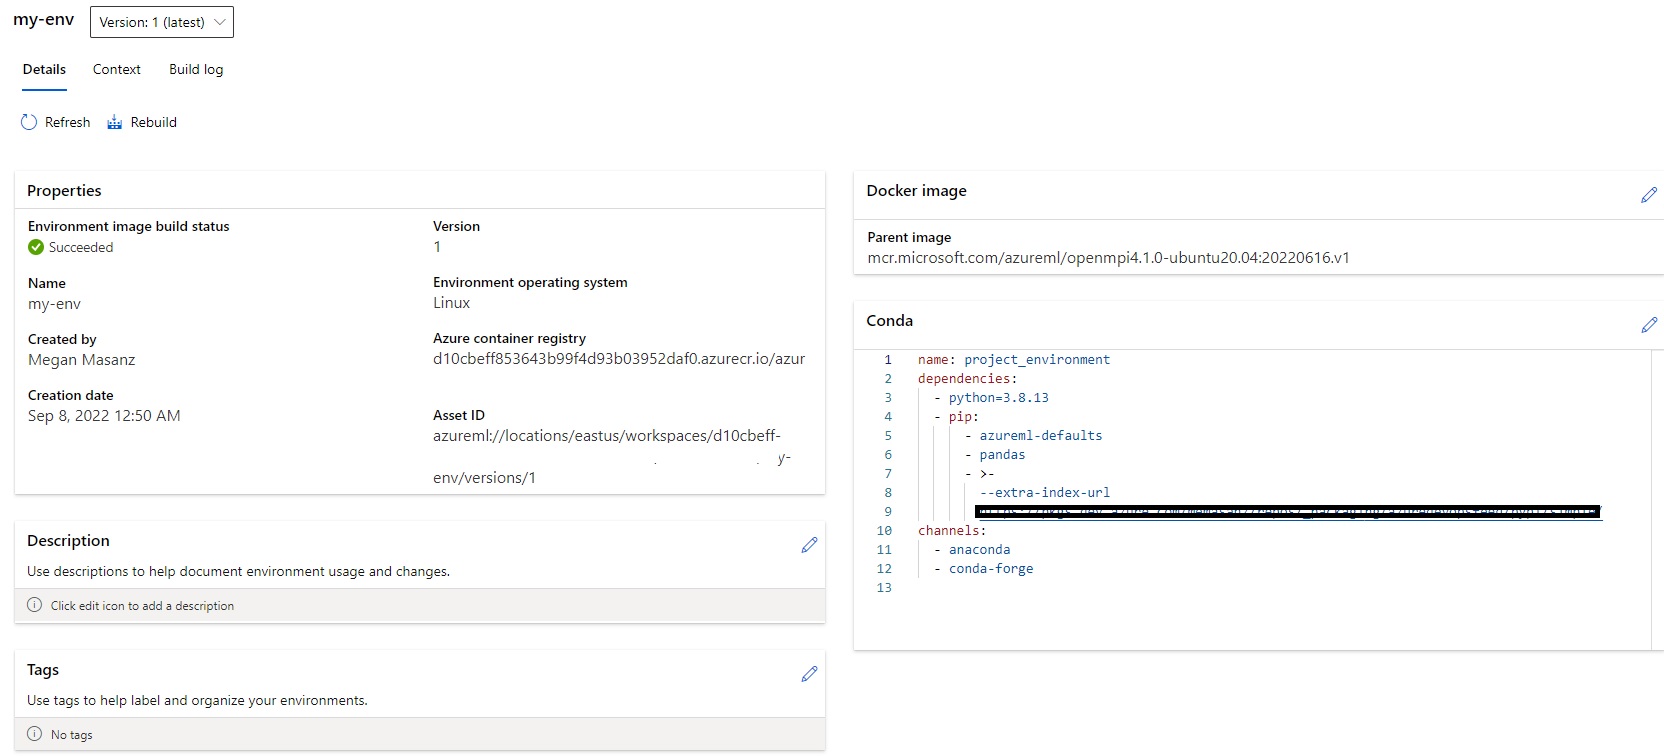 my-env
Version: 1 (latest)
Details
Context
Build log
Refresh
Rebuild
Properties
Environment image build status
Succeeded
Name
my-env
Created by
Megan Masanz
Creation date
Sep 8, 2022 12:50 AM
Version
1
Environment operating system
Linux
Azure container registry
d10cbeff853643b99f4d93b03952daf0.azurecr.io/azur
Asset ID
azureml://locations/eastus/workspaces/d10cbeff-
y-
env/versions/1
Description
Use descriptions to help document environment usage and changes.
Click edit icon to add a description
Tags
Use tags to help label and organize your environments.
No tags
Docker image
Parent image
mcr.microsoft.com/azureml/openmpi4.1.0-ubuntu20.04:20220616.v1
Conda
1 name: project_environment
2 dependencies:
3 - python=3.8.13
4 - pip:
5 - azureml-defaults
6 - pandas
7 - >-
8 --extra-index-url
9
10 channels:
11 - anaconda
12 - conda-forge
13